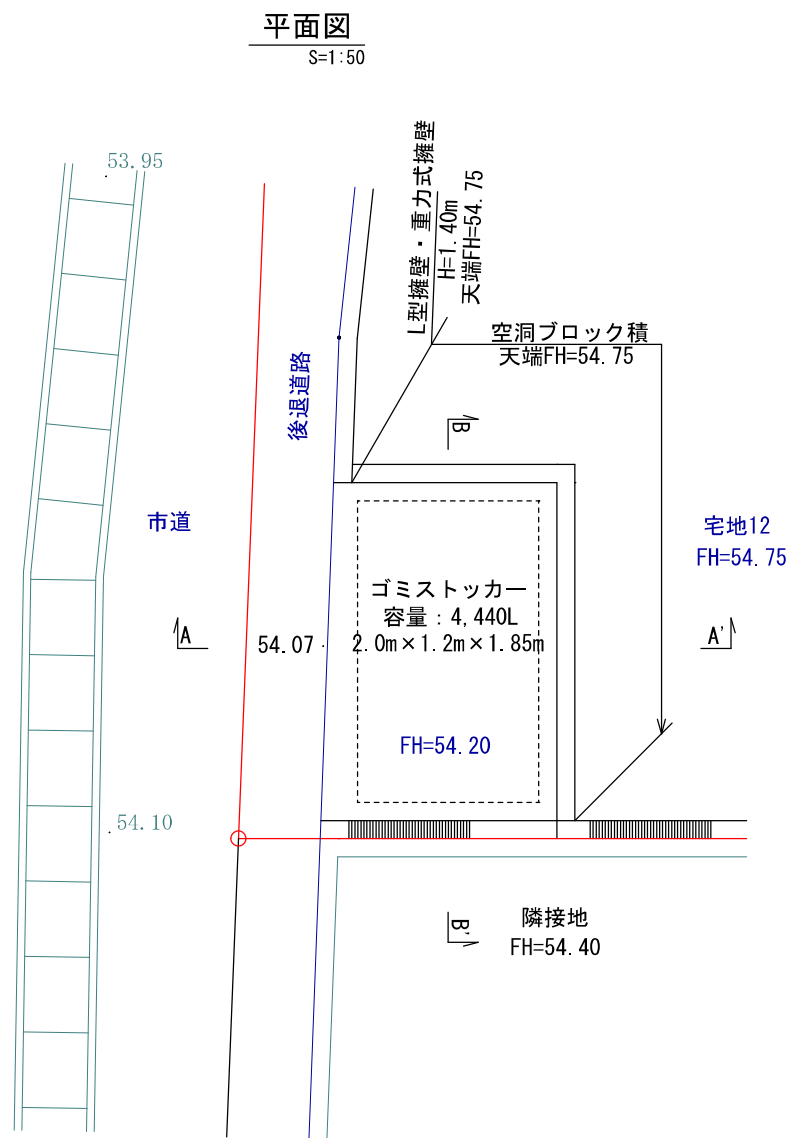 平面図
S=1:50
53.95
L型擁壁・重力式擁壁
H=1.40m
天端FH=54.75
空洞ブロック積
天端FH=54.75
後退道路
B
市道
宅地12
FH=54.75
ゴミストッカー
容量：4,440L
2.0m×1.2m×1.85m
A
54.07
A'
FH=54.20
54.10
B'
隣接地
FH=54.40